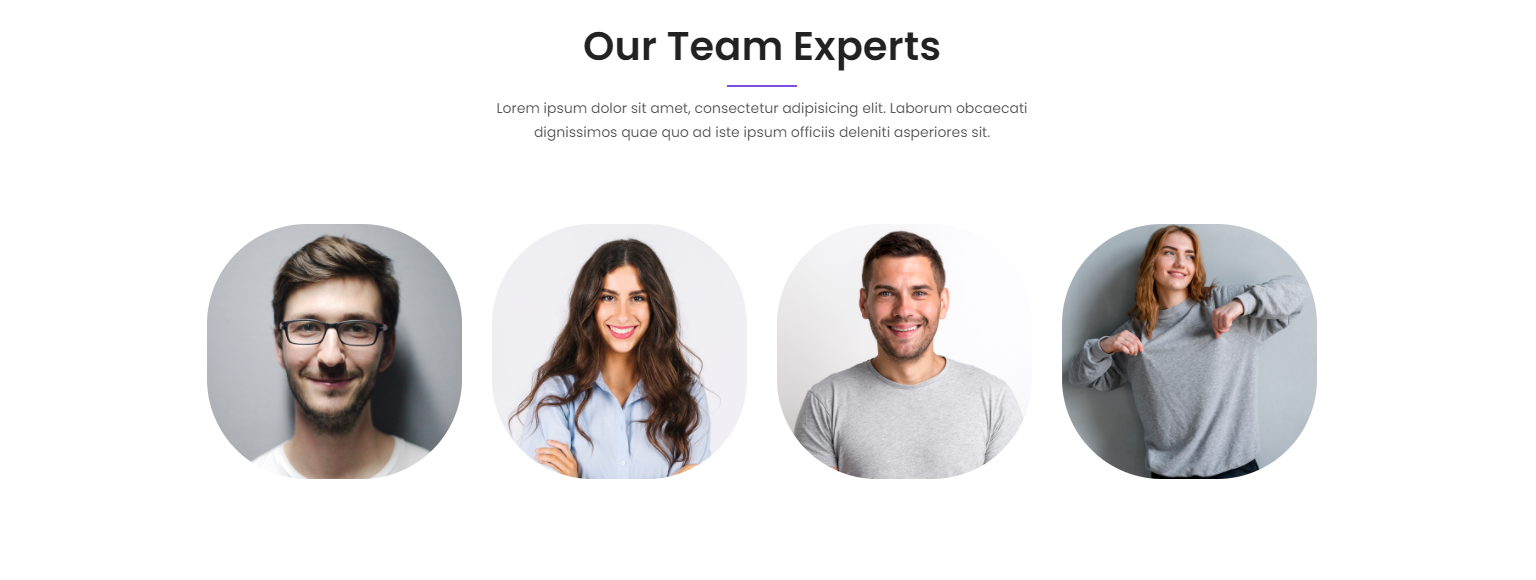 Our Team Experts
Lorem ipsum dolor sit amet, consectetur adipisicing elit. Laborum obcaecati
dignissimos quae quo ad iste ipsum officiis deleniti asperiores sit.